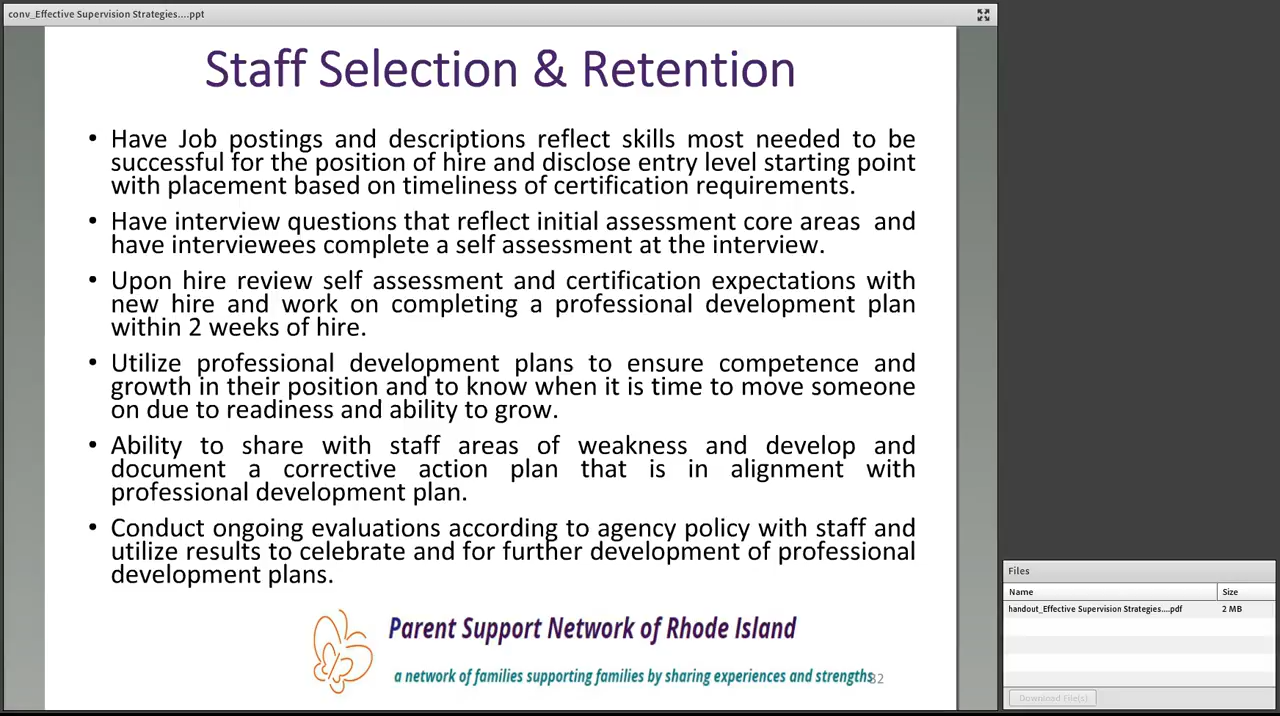 conv_Effective Supervision Strategies....ppt
Staff Selection & Retention
• Have Job postings and descriptions reflect skills most needed to be
successful for the position of hire and disclose entry level starting point
with placement based on timeliness of certification requirements.
• Have interview questions that reflect initial assessment core areas and
have interviewees complete a self assessment at the interview.
• Upon hire review self assessment and certification expectations with
new hire and work on completing a professional development plan
within 2 weeks of hire.
• Utilize professional development plans to ensure competence and
growth in their position and to know when it is time to move someone
on due to readiness and ability to grow.
• Ability to share with staff areas of weakness and develop and
document a corrective action plan that is in alignment with
professional development plan.
• Conduct ongoing evaluations according to agency policy with staff and
utilize results to celebrate and for further development of professional
development plans.
Parent Support Network of Rhode Island
a network of families supporting families by sharing experiences and strengths
32
Files
Name Size
handout_Effective Supervision Strategies....pdf 2 MB
Download File(s)